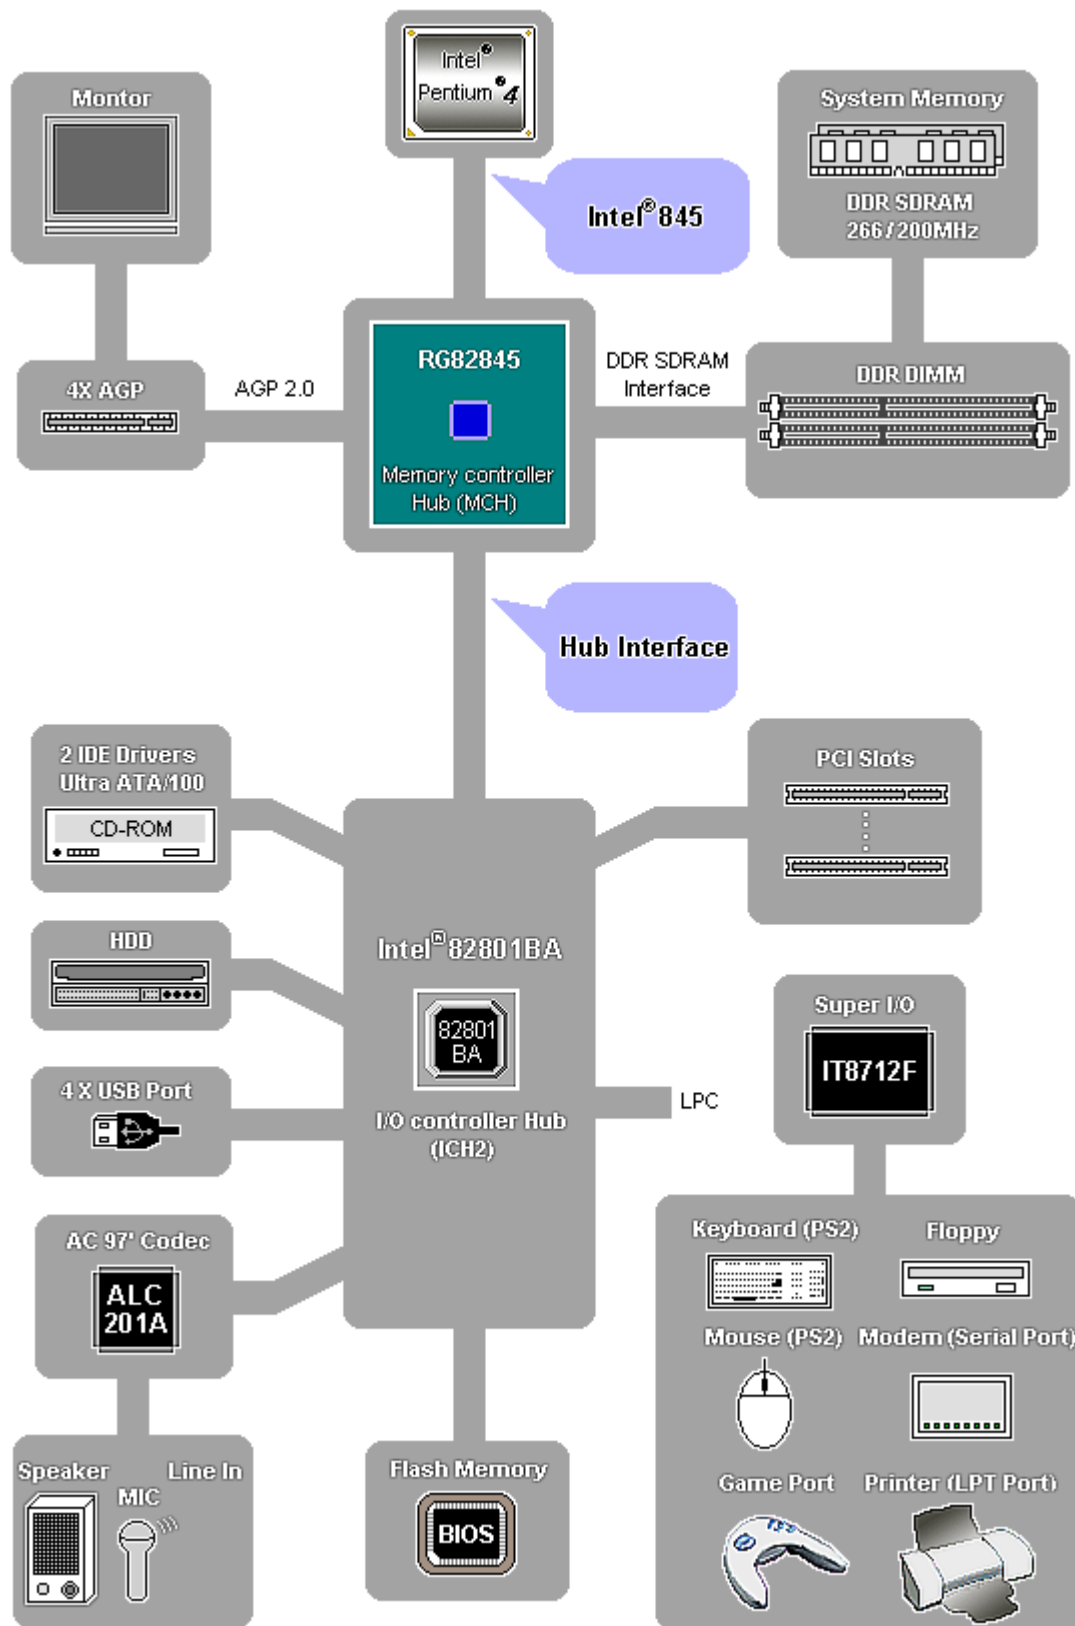 Intel®
Pentium®4
Montor
System Memory
DDR SDRAM
266/200MHz
Intel®845
RG82845
Memory controller
Hub (MCH)
4X AGP
AGP 2.0
DDR SDRAM
Interface
DDR DIMM
Hub Interface
2 IDE Drivers
Ultra ATA/100
CD-ROM
PCI Slots
HDD
Intel®82801BA
82801
BA
I/O controller Hub
(ICH2)
Super I/O
IT8712F
4 X USB Port
LPC
AC 97' Codec
ALC
201A
Keyboard (PS2)
Floppy
Mouse (PS2)
Modem (Serial Port)
Game Port
Printer (LPT Port)
Speaker
MIC
Line In
Flash Memory
BIOS